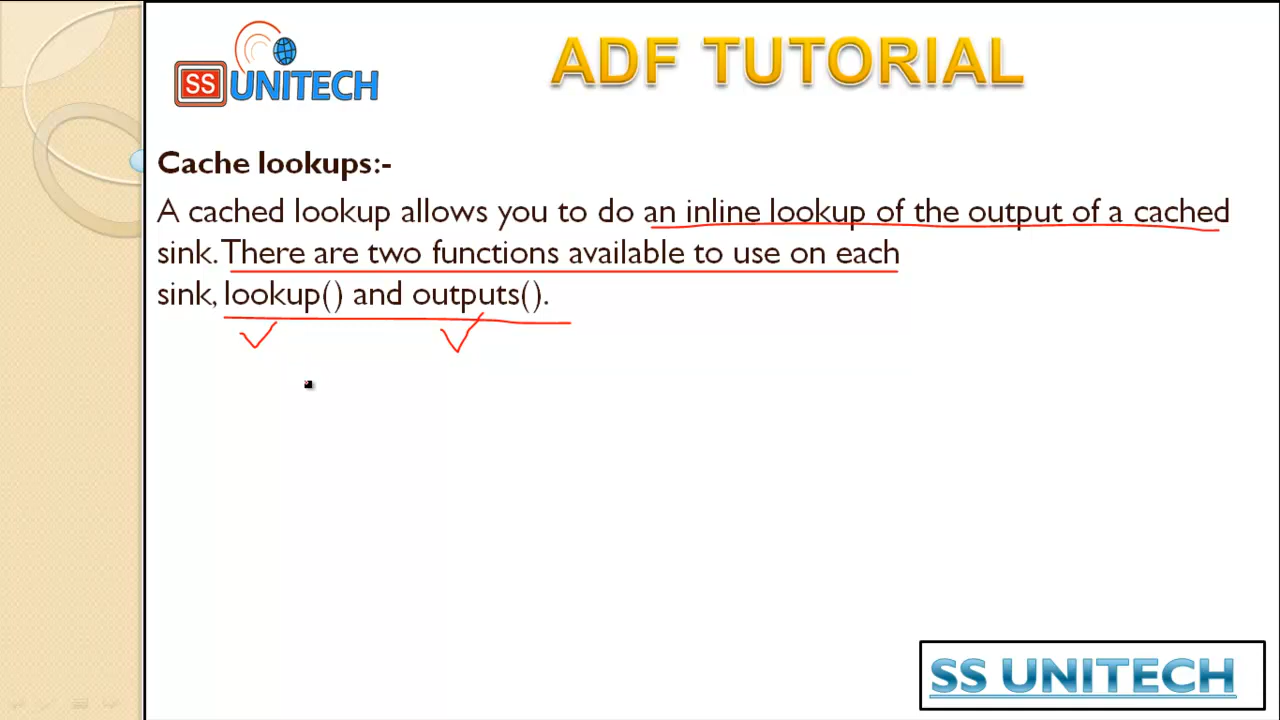 SS UNITECH
ADF TUTORIAL
Cache lookups:-
A cached lookup allows you to do an inline lookup of the output of a cached
sink. There are two functions available to use on each
sink, lookup() and outputs().
SS UNITECH